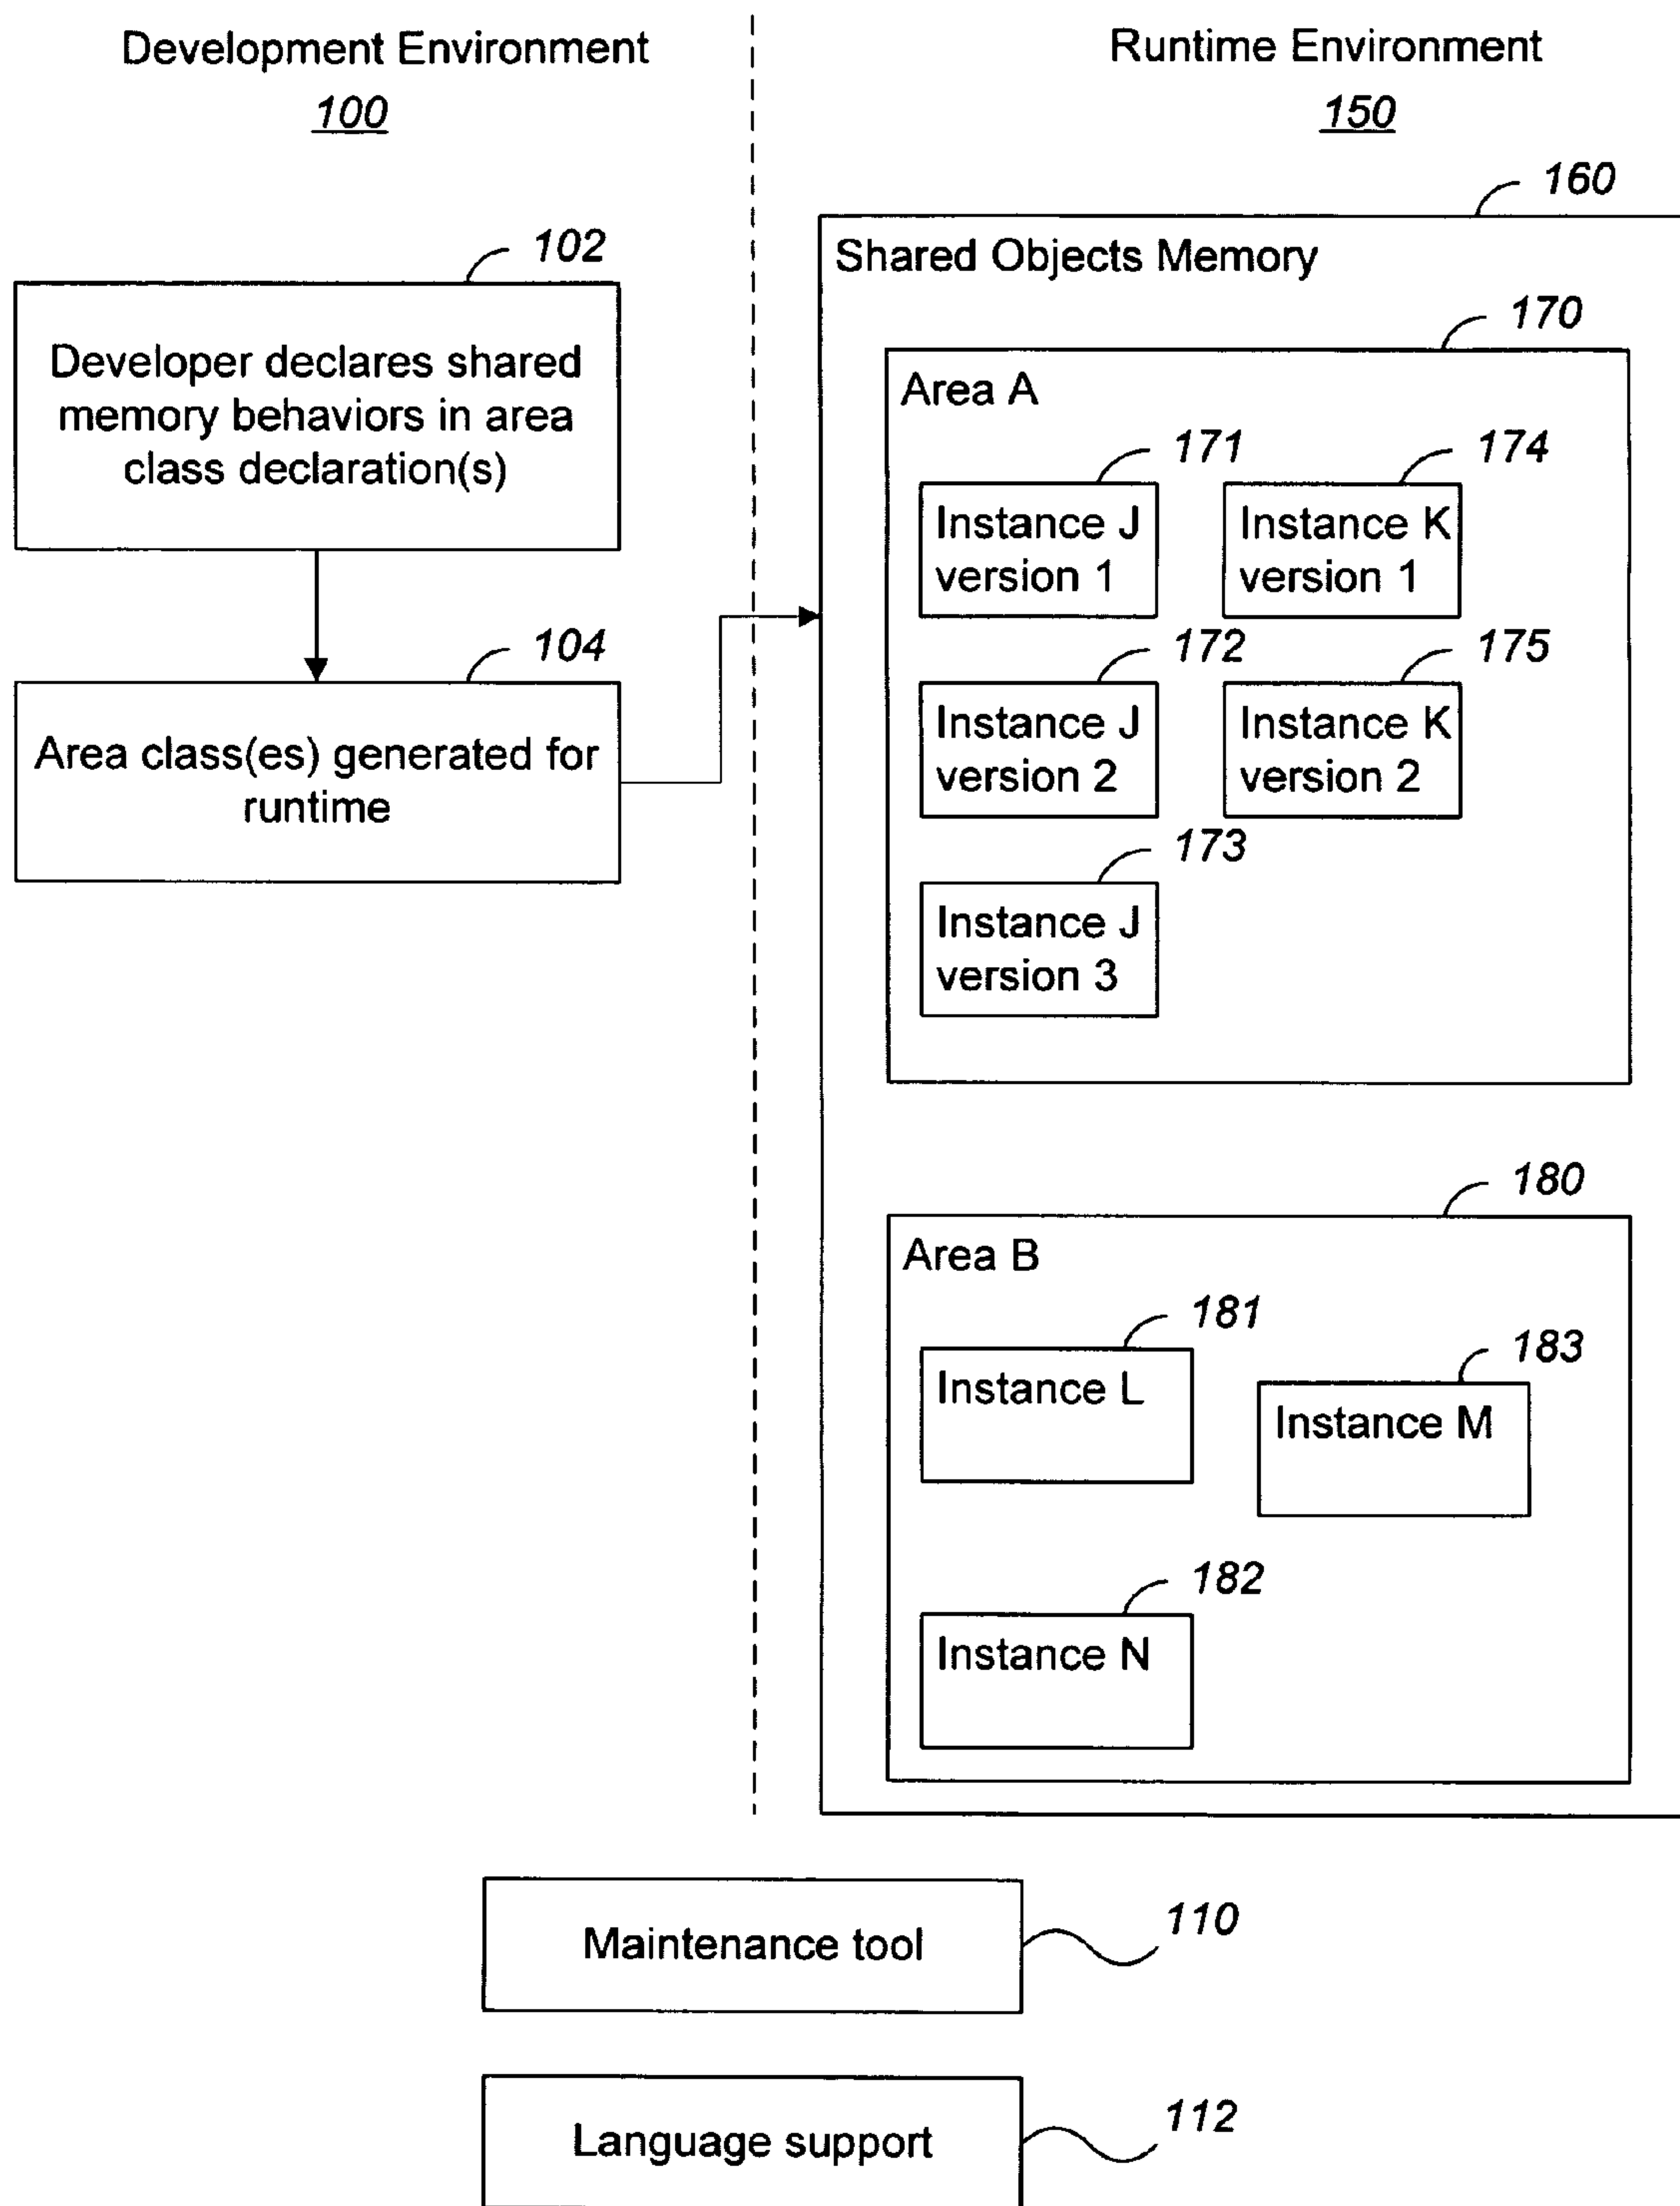 Development Environment
100
Runtime Environment
150
102
Developer declares shared
memory behaviors in area
class declaration(s)
104
Area class(es) generated for
runtime
160
Shared Objects Memory
170
Area A
171
Instance J
version 1
174
Instance K
version 1
172
Instance J
version 2
175
Instance K
version 2
173
Instance J
version 3
180
Area B
181
Instance L
183
Instance M
182
Instance N
Maintenance tool
110
Language support
112